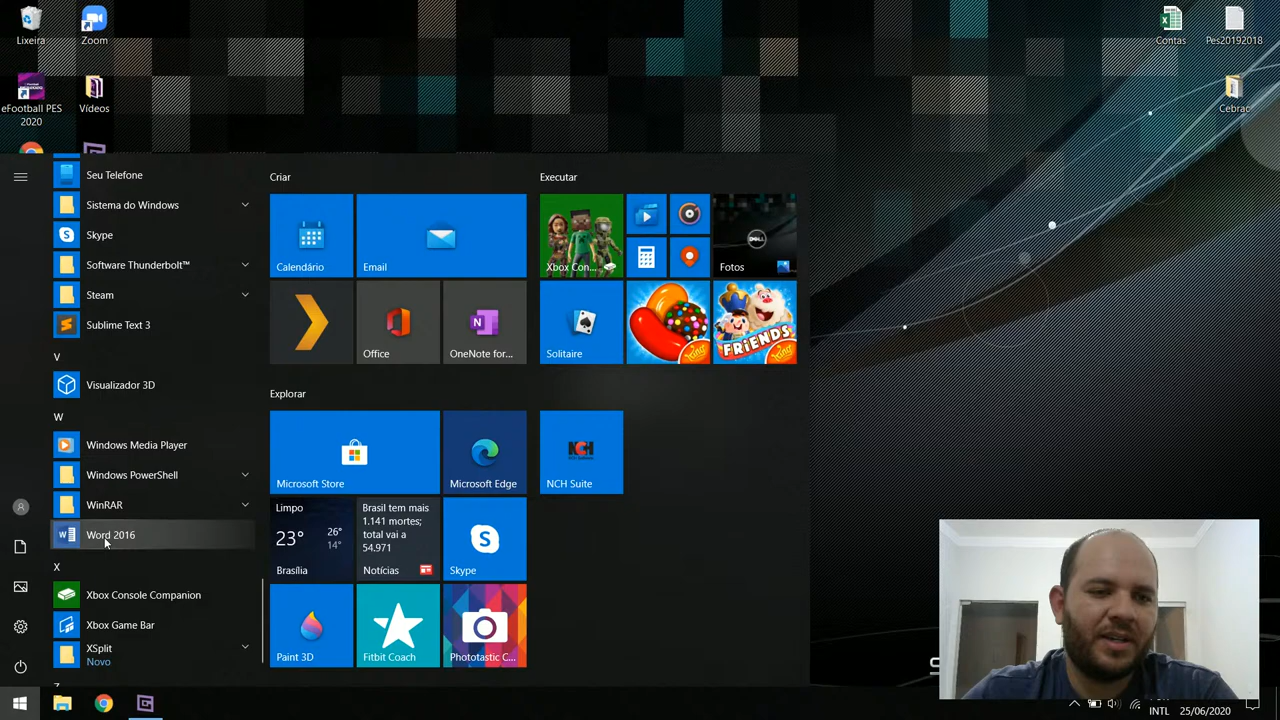 Lixeira
Zoom
Contas
Pes20192018
eFootball PES
2020
Vídeos
Cebrac
Seu Telefone
Sistema do Windows
Skype
Software Thunderbolt™
Steam
Sublime Text 3
V
Visualizador 3D
W
Windows Media Player
Windows PowerShell
WinRAR
Word 2016
X
Xbox Console Companion
Xbox Game Bar
XSplit
Novo
Criar
Calendário
Email
Office
OneNote for...
Executar
Xbox Con...
DELL
Fotos
Solitaire
FRIENDS
King
King
Explorar
Microsoft Store
Microsoft Edge
NCH
NCH Suite
Limpo
23°
26°
14°
Brasília
Brasil tem mais
1.141 mortes;
total vai a
54.971
Notícias
Skype
Paint 3D
Fitbit Coach
Phototastic C...
INTL
25/06/2020